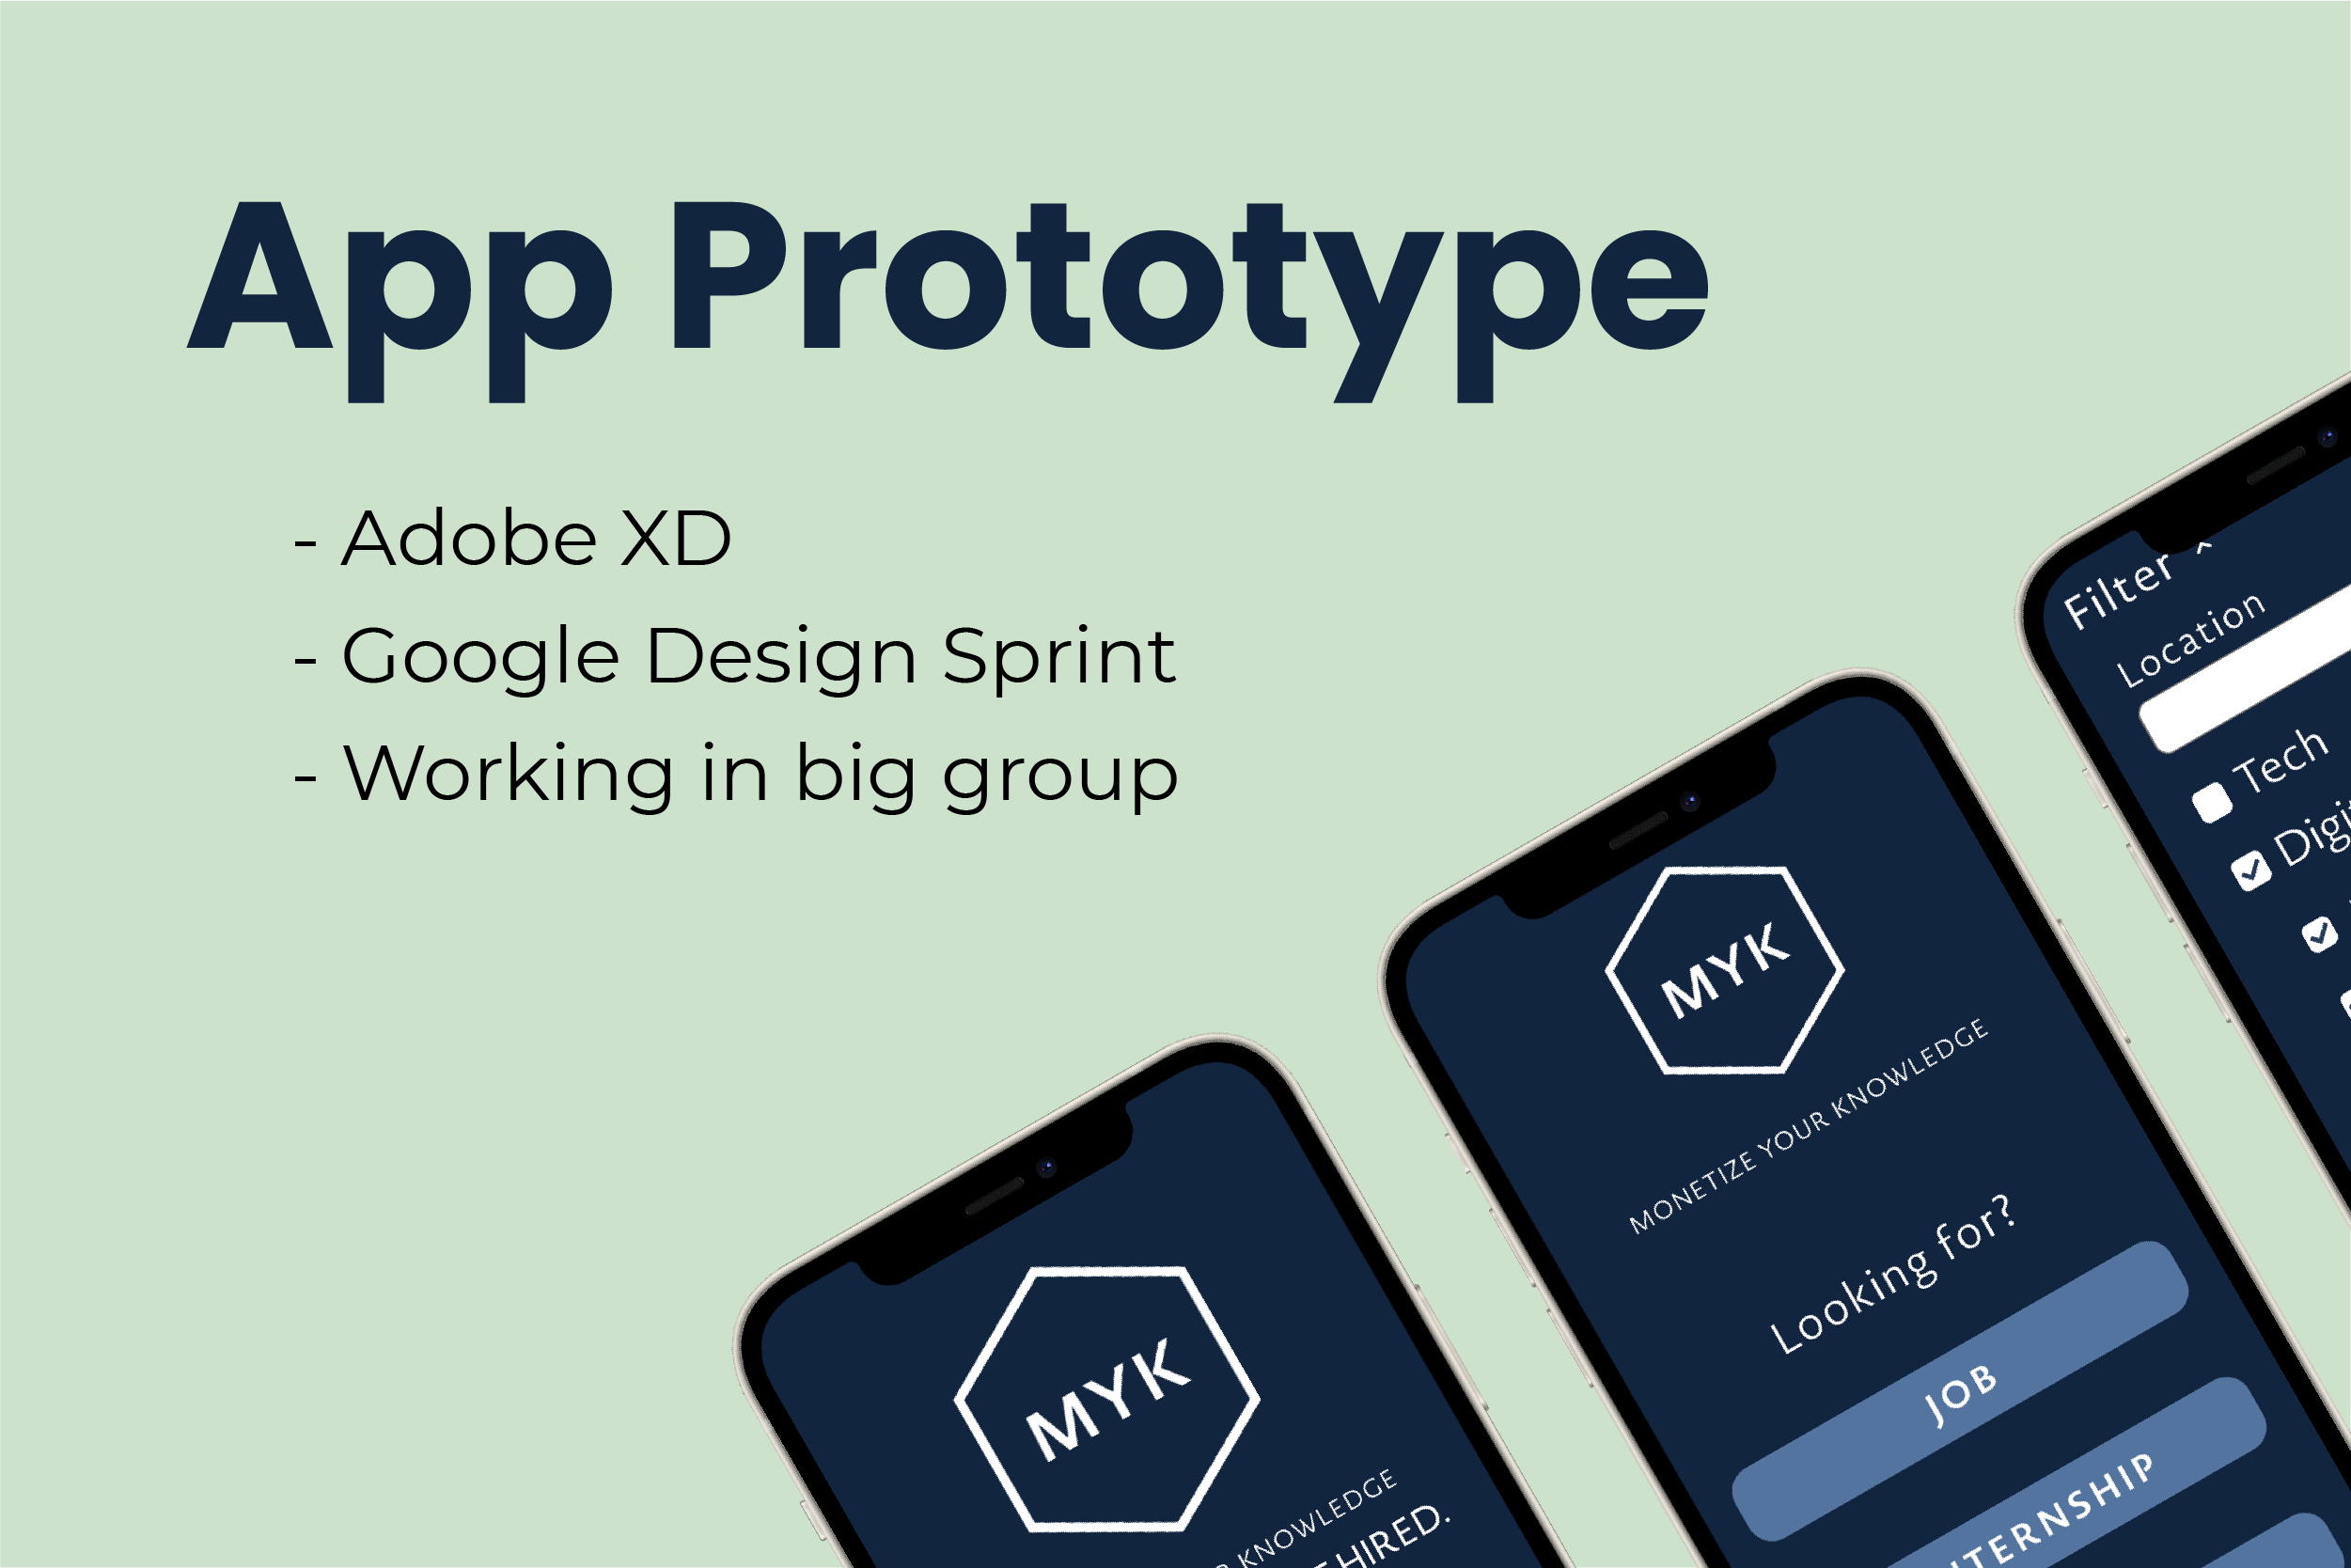 App Prototype
- Adobe XD
- Google Design Sprint
- Working in big group
MYK
KNOWLEDGE
HIRED.
MYK
MONETIZE YOUR KNOWLEDGE
Looking for?
JOB
Filter ^
Location
Tech